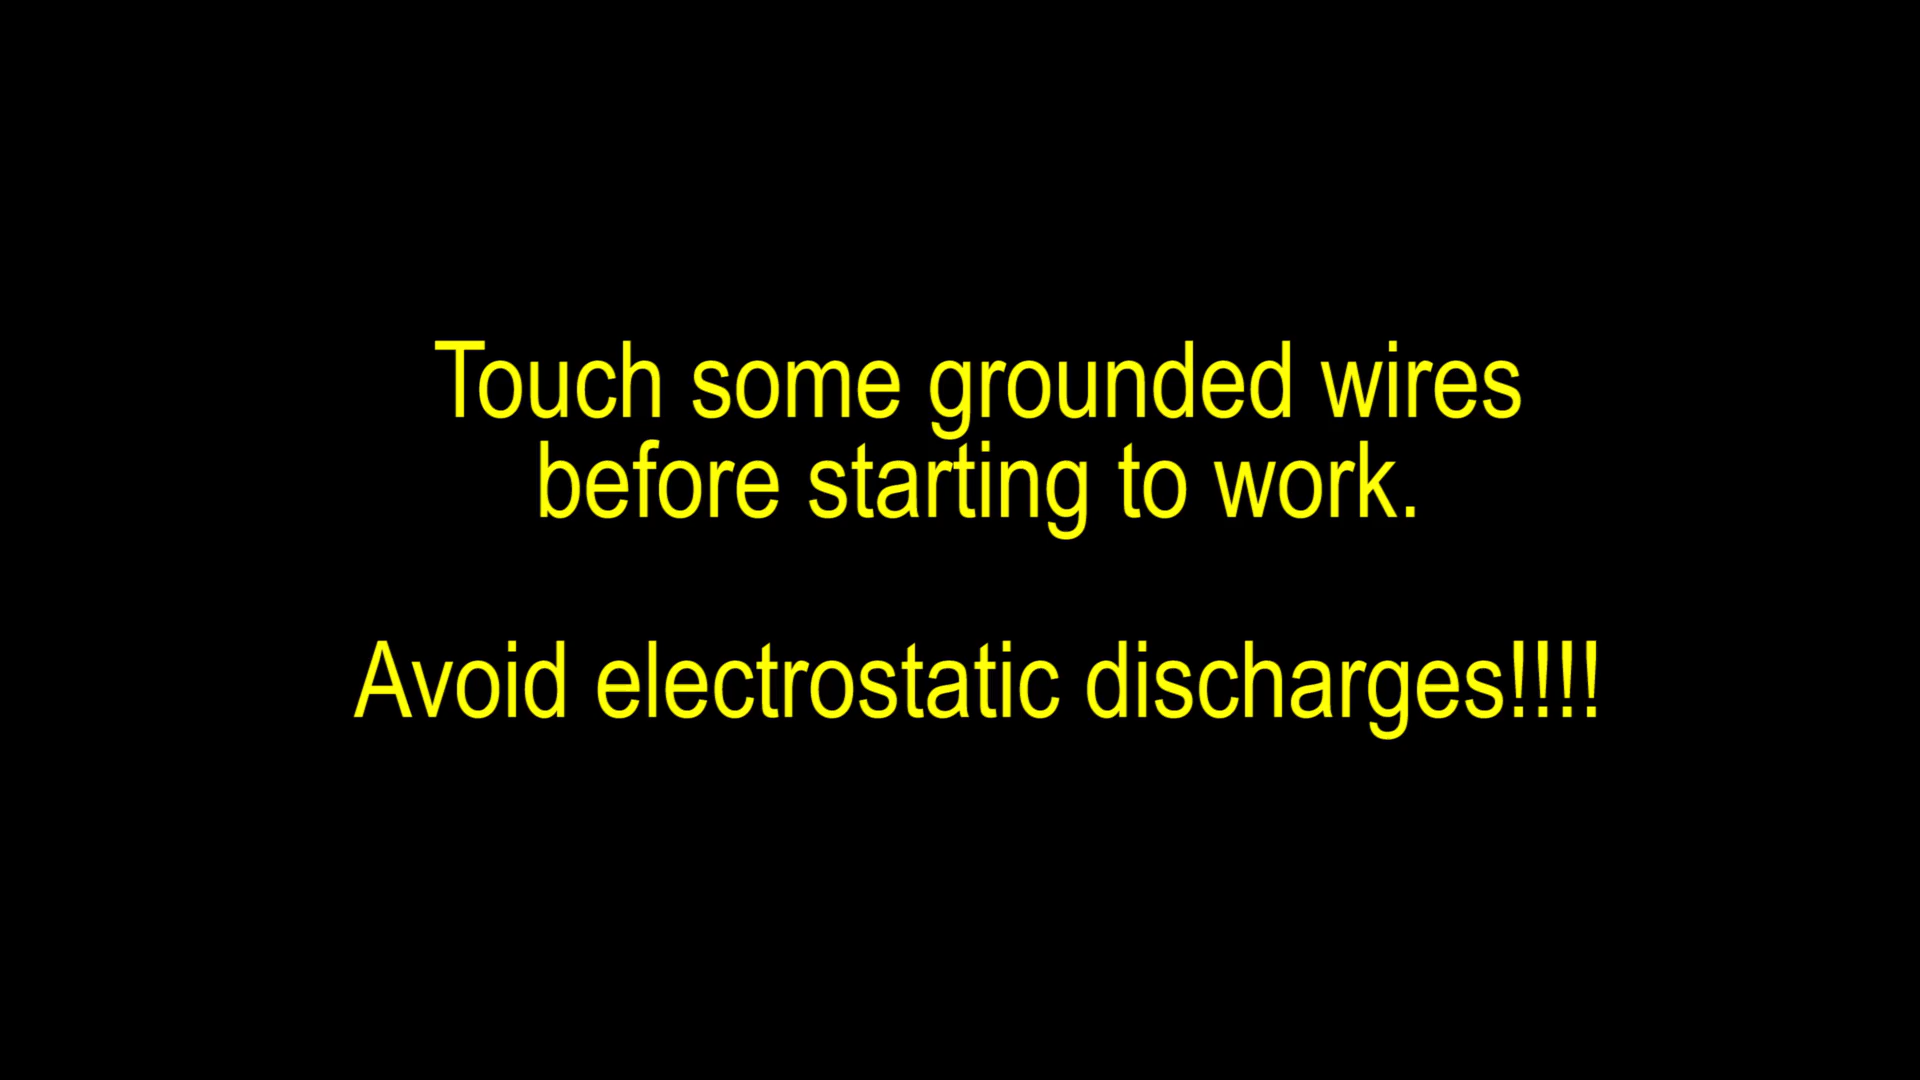 Touch some grounded wires
before starting to work.
Avoid electrostatic discharges!!!!